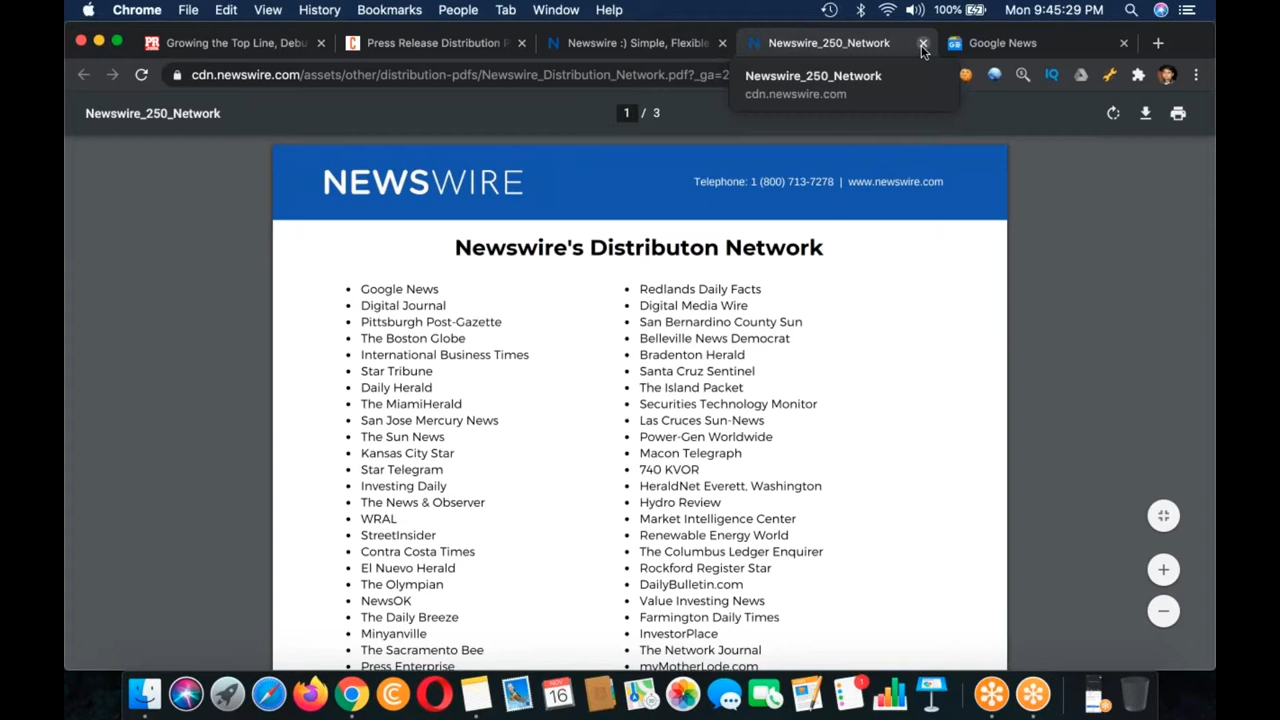 Chrome File Edit View History Bookmarks People Tab Window Help 100% Mon 9:45:29 PM
Growing the Top Line, Debu Press Release Distribution P Newswire :) Simple, Flexible Newswire_250_Network Google News
cdn.newswire.com/assets/other/distribution-pdfs/Newswire_Distribution_Network.pdf?_ga=2
Newswire_250_Network
cdn.newswire.com
Newswire_250_Network 1 / 3
NEWSWIRE Telephone: 1 (800) 713-7278 | www.newswire.com
Newswire's Distributon Network
Google News
Digital Journal
Pittsburgh Post-Gazette
The Boston Globe
International Business Times
Star Tribune
Daily Herald
The MiamiHerald
San Jose Mercury News
The Sun News
Kansas City Star
Star Telegram
Investing Daily
The News & Observer
WRAL
StreetInsider
Contra Costa Times
El Nuevo Herald
The Olympian
NewsOK
The Daily Breeze
Minyanville
The Sacramento Bee
Press Enterprise
Redlands Daily Facts
Digital Media Wire
San Bernardino County Sun
Belleville News Democrat
Bradenton Herald
Santa Cruz Sentinel
The Island Packet
Securities Technology Monitor
Las Cruces Sun-News
Power-Gen Worldwide
Macon Telegraph
740 KVOR
HeraldNet Everett, Washington
Hydro Review
Market Intelligence Center
Renewable Energy World
The Columbus Ledger Enquirer
Rockford Register Star
DailyBulletin.com
Value Investing News
Farmington Daily Times
InvestorPlace
The Network Journal
myMotherLode.com
NOV
16
1